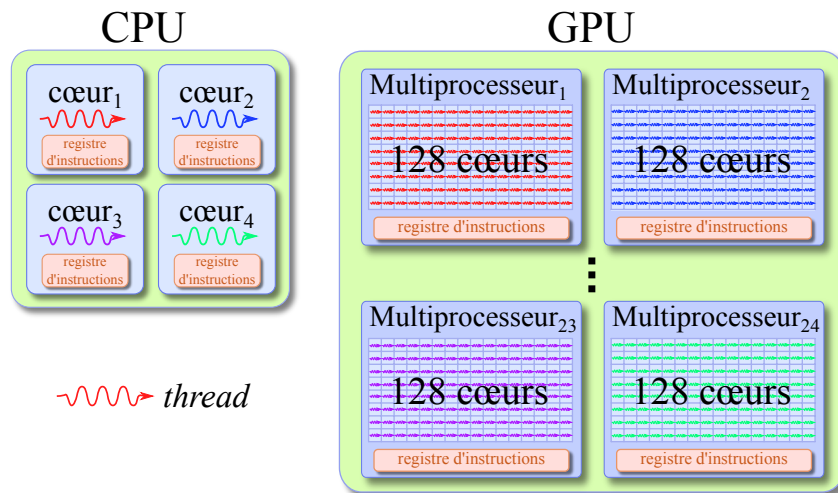 CPU
cœur1
cœur2
registre
d'instructions
registre
d'instructions
cœur3
cœur4
registre
d'instructions
registre
d'instructions
thread
GPU
Multiprocesseur1
128 cœurs
registre d'instructions
Multiprocesseur2
128 cœurs
registre d'instructions
Multiprocesseur23
128 cœurs
registre d'instructions
Multiprocesseur24
128 cœurs
registre d'instructions